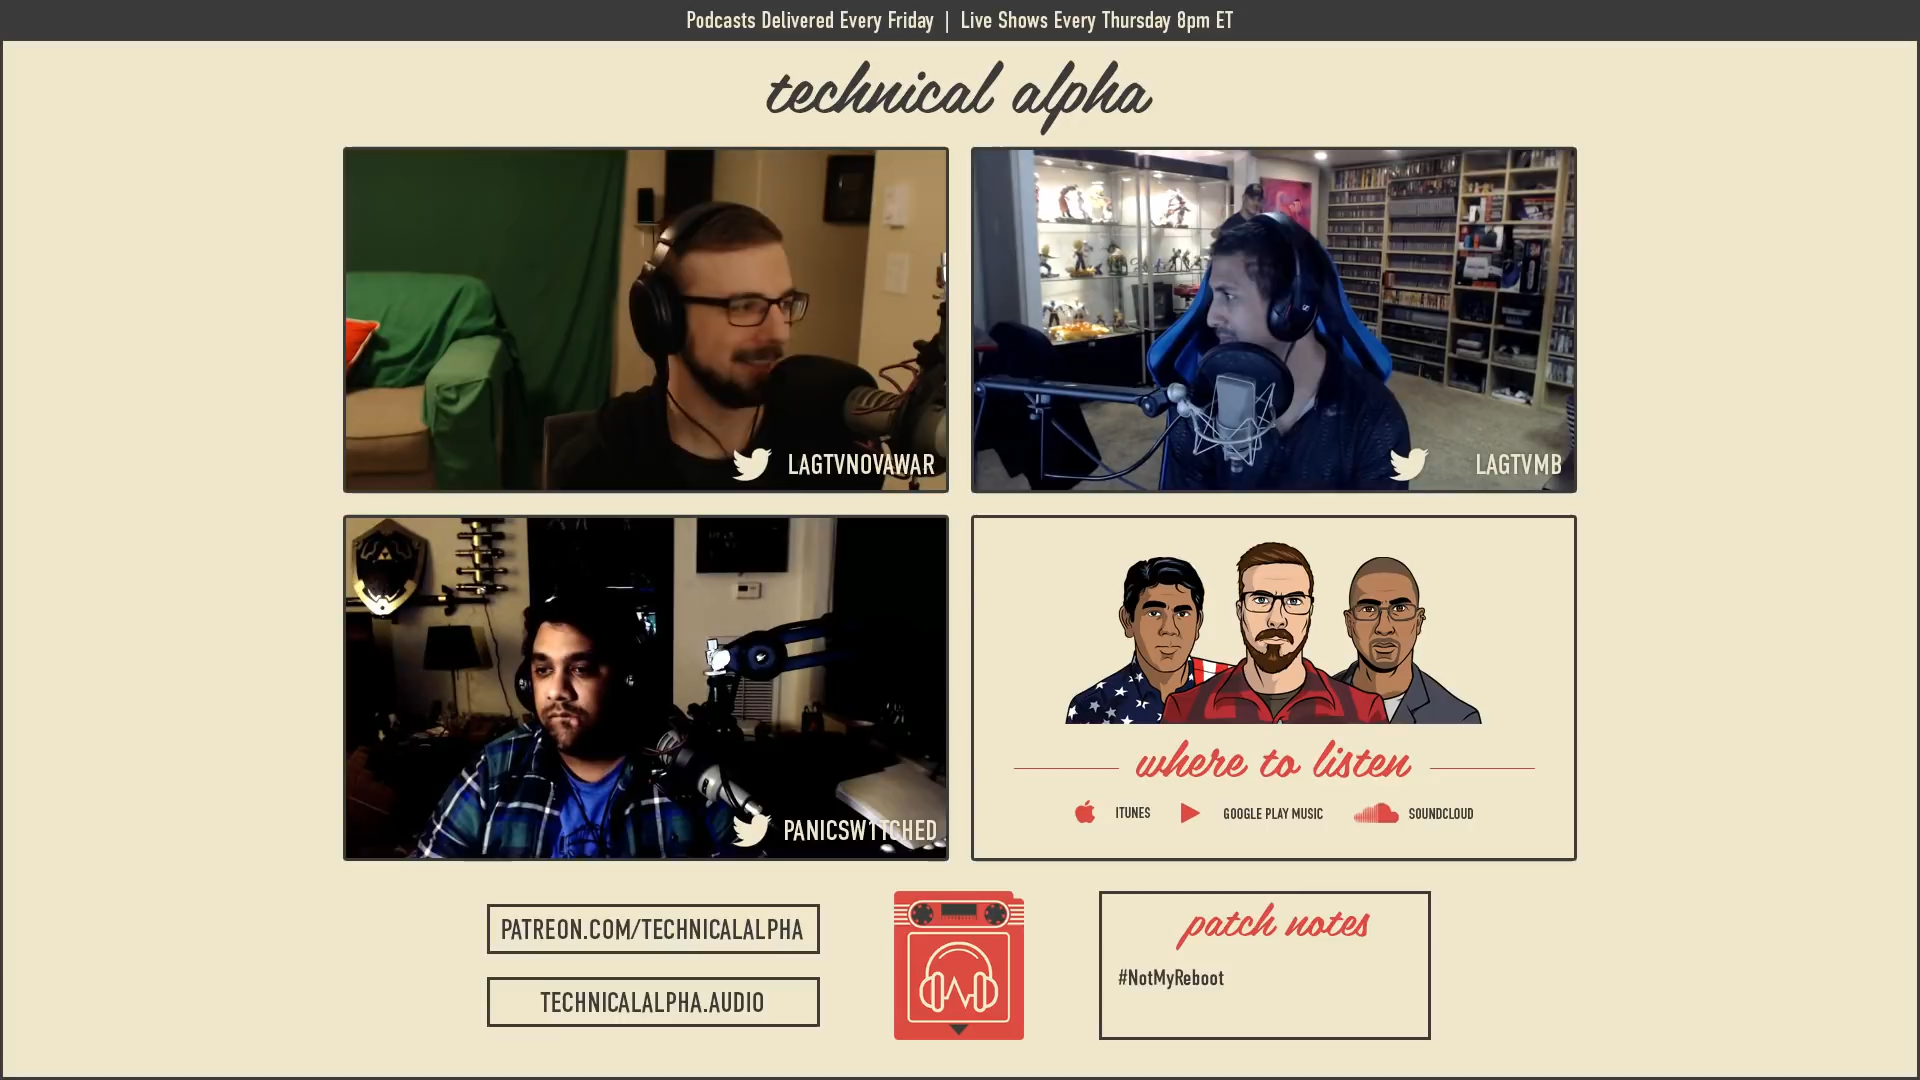 Podcasts Delivered Every Friday | Live Shows Every Thursday 8pm ET
technical alpha
LAGTVNOVAWAR
LAGTVMB
PANICSW1TCHED
where to listen
ITUNES
GOOGLE PLAY MUSIC
SOUNDCLOUD
PATREON.COM/TECHNICALALPHA
TECHNICALALPHA.AUDIO
patch notes
#NotMyReboot